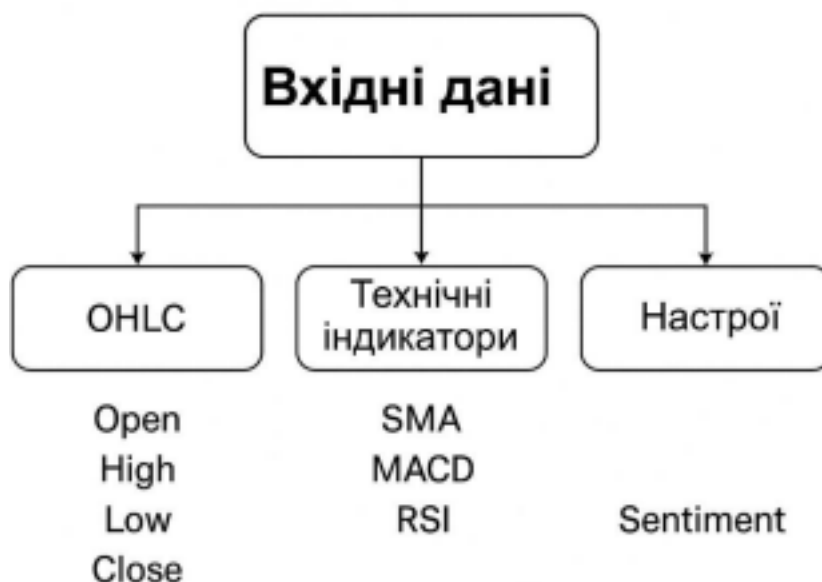 Вхідні дані
OHLC
Технічні
індикатори
Настрої
Open
High
Low
Close
SMA
MACD
RSI
Sentiment